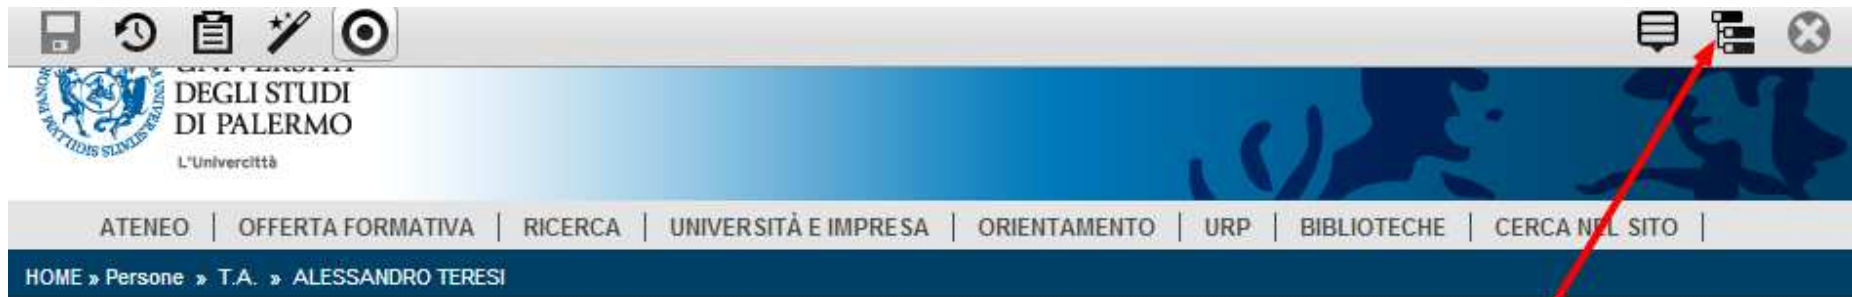 UNIVERSITÀ
DEGLI STUDI
DI PALERMO
L'Univercittà
ATENEO | OFFERTA FORMATIVA | RICERCA | UNIVERSITÀ E IMPRESA | ORIENTAMENTO | URP | BIBLIOTECHE | CERCA NEL SITO |
HOME » Persone » T.A. » ALESSANDRO TERESI